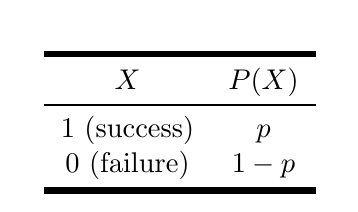 X P(X)
1 (success) p
0 (failure) 1 − p